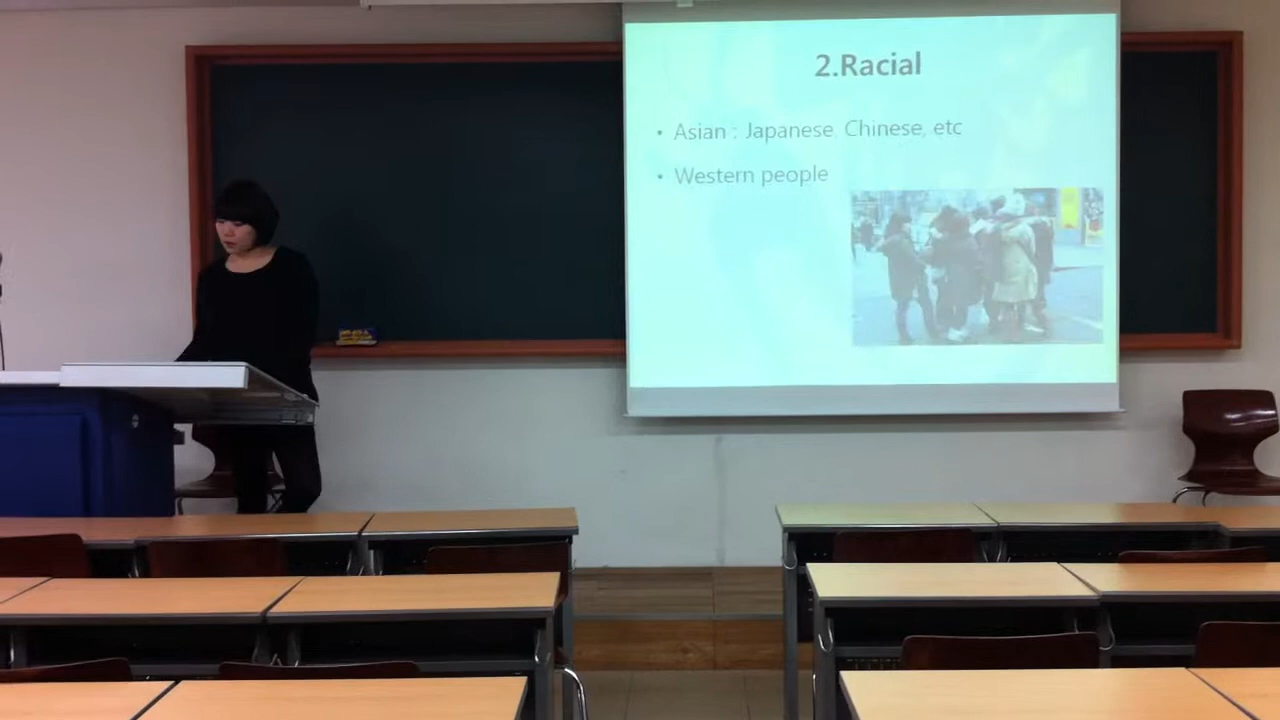 2.Racial
• Asian : Japanese, Chinese, etc
• Western people